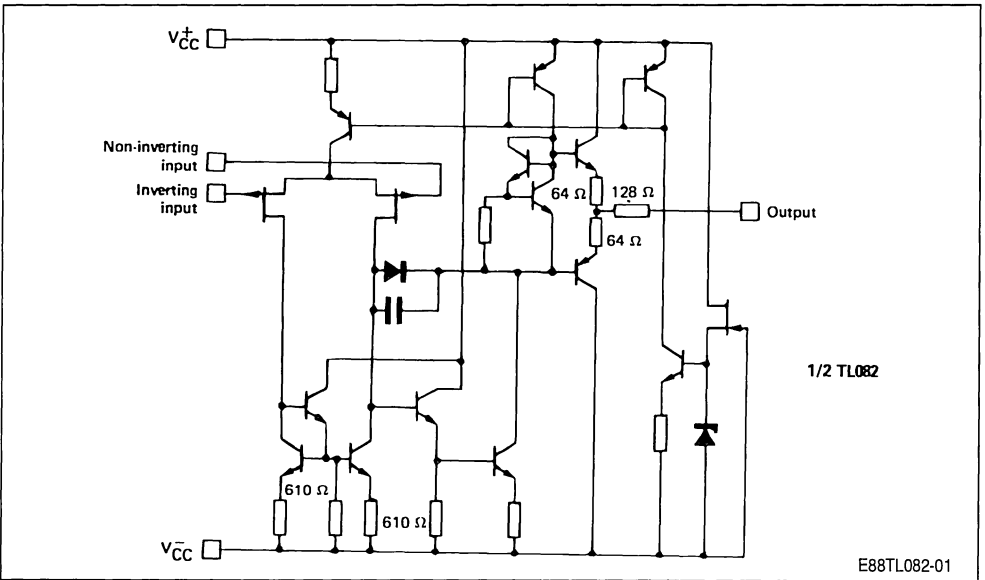 V⁺CC
Non-inverting
input
Inverting
input
64 Ω
128 Ω
Output
64 Ω
1/2 TL082
610 Ω
610 Ω
V⁻CC
E88TL082-01